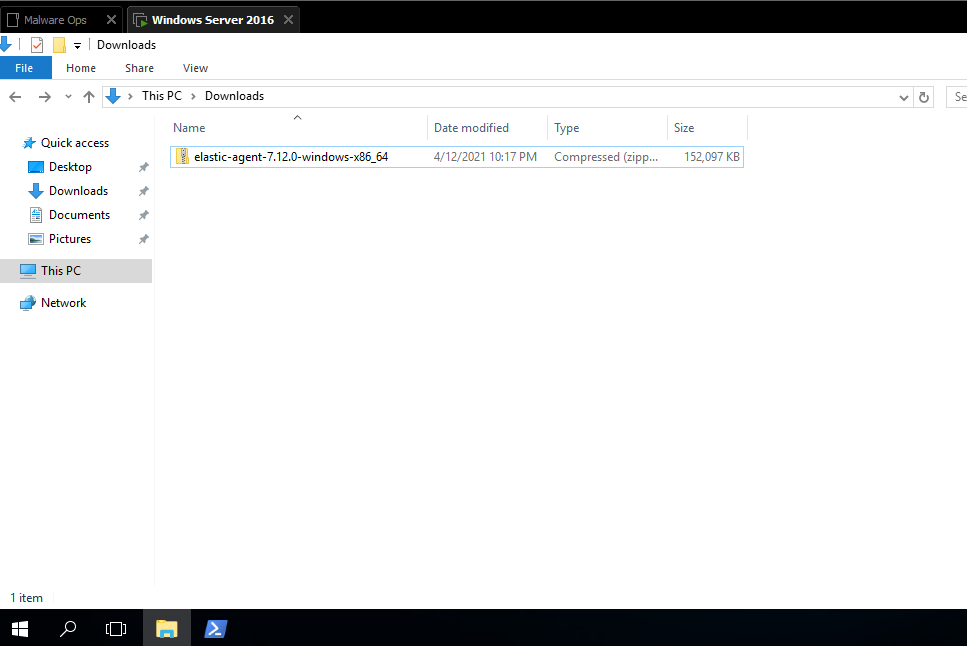 Malware Ops Windows Server 2016
Downloads
File Home Share View
This PC Downloads Se
Name Date modified Type Size
elastic-agent-7.12.0-windows-x86_64 4/12/2021 10:17 PM Compressed (zipp... 152,097 KB
Quick access
Desktop
Downloads
Documents
Pictures
This PC
Network
1 item